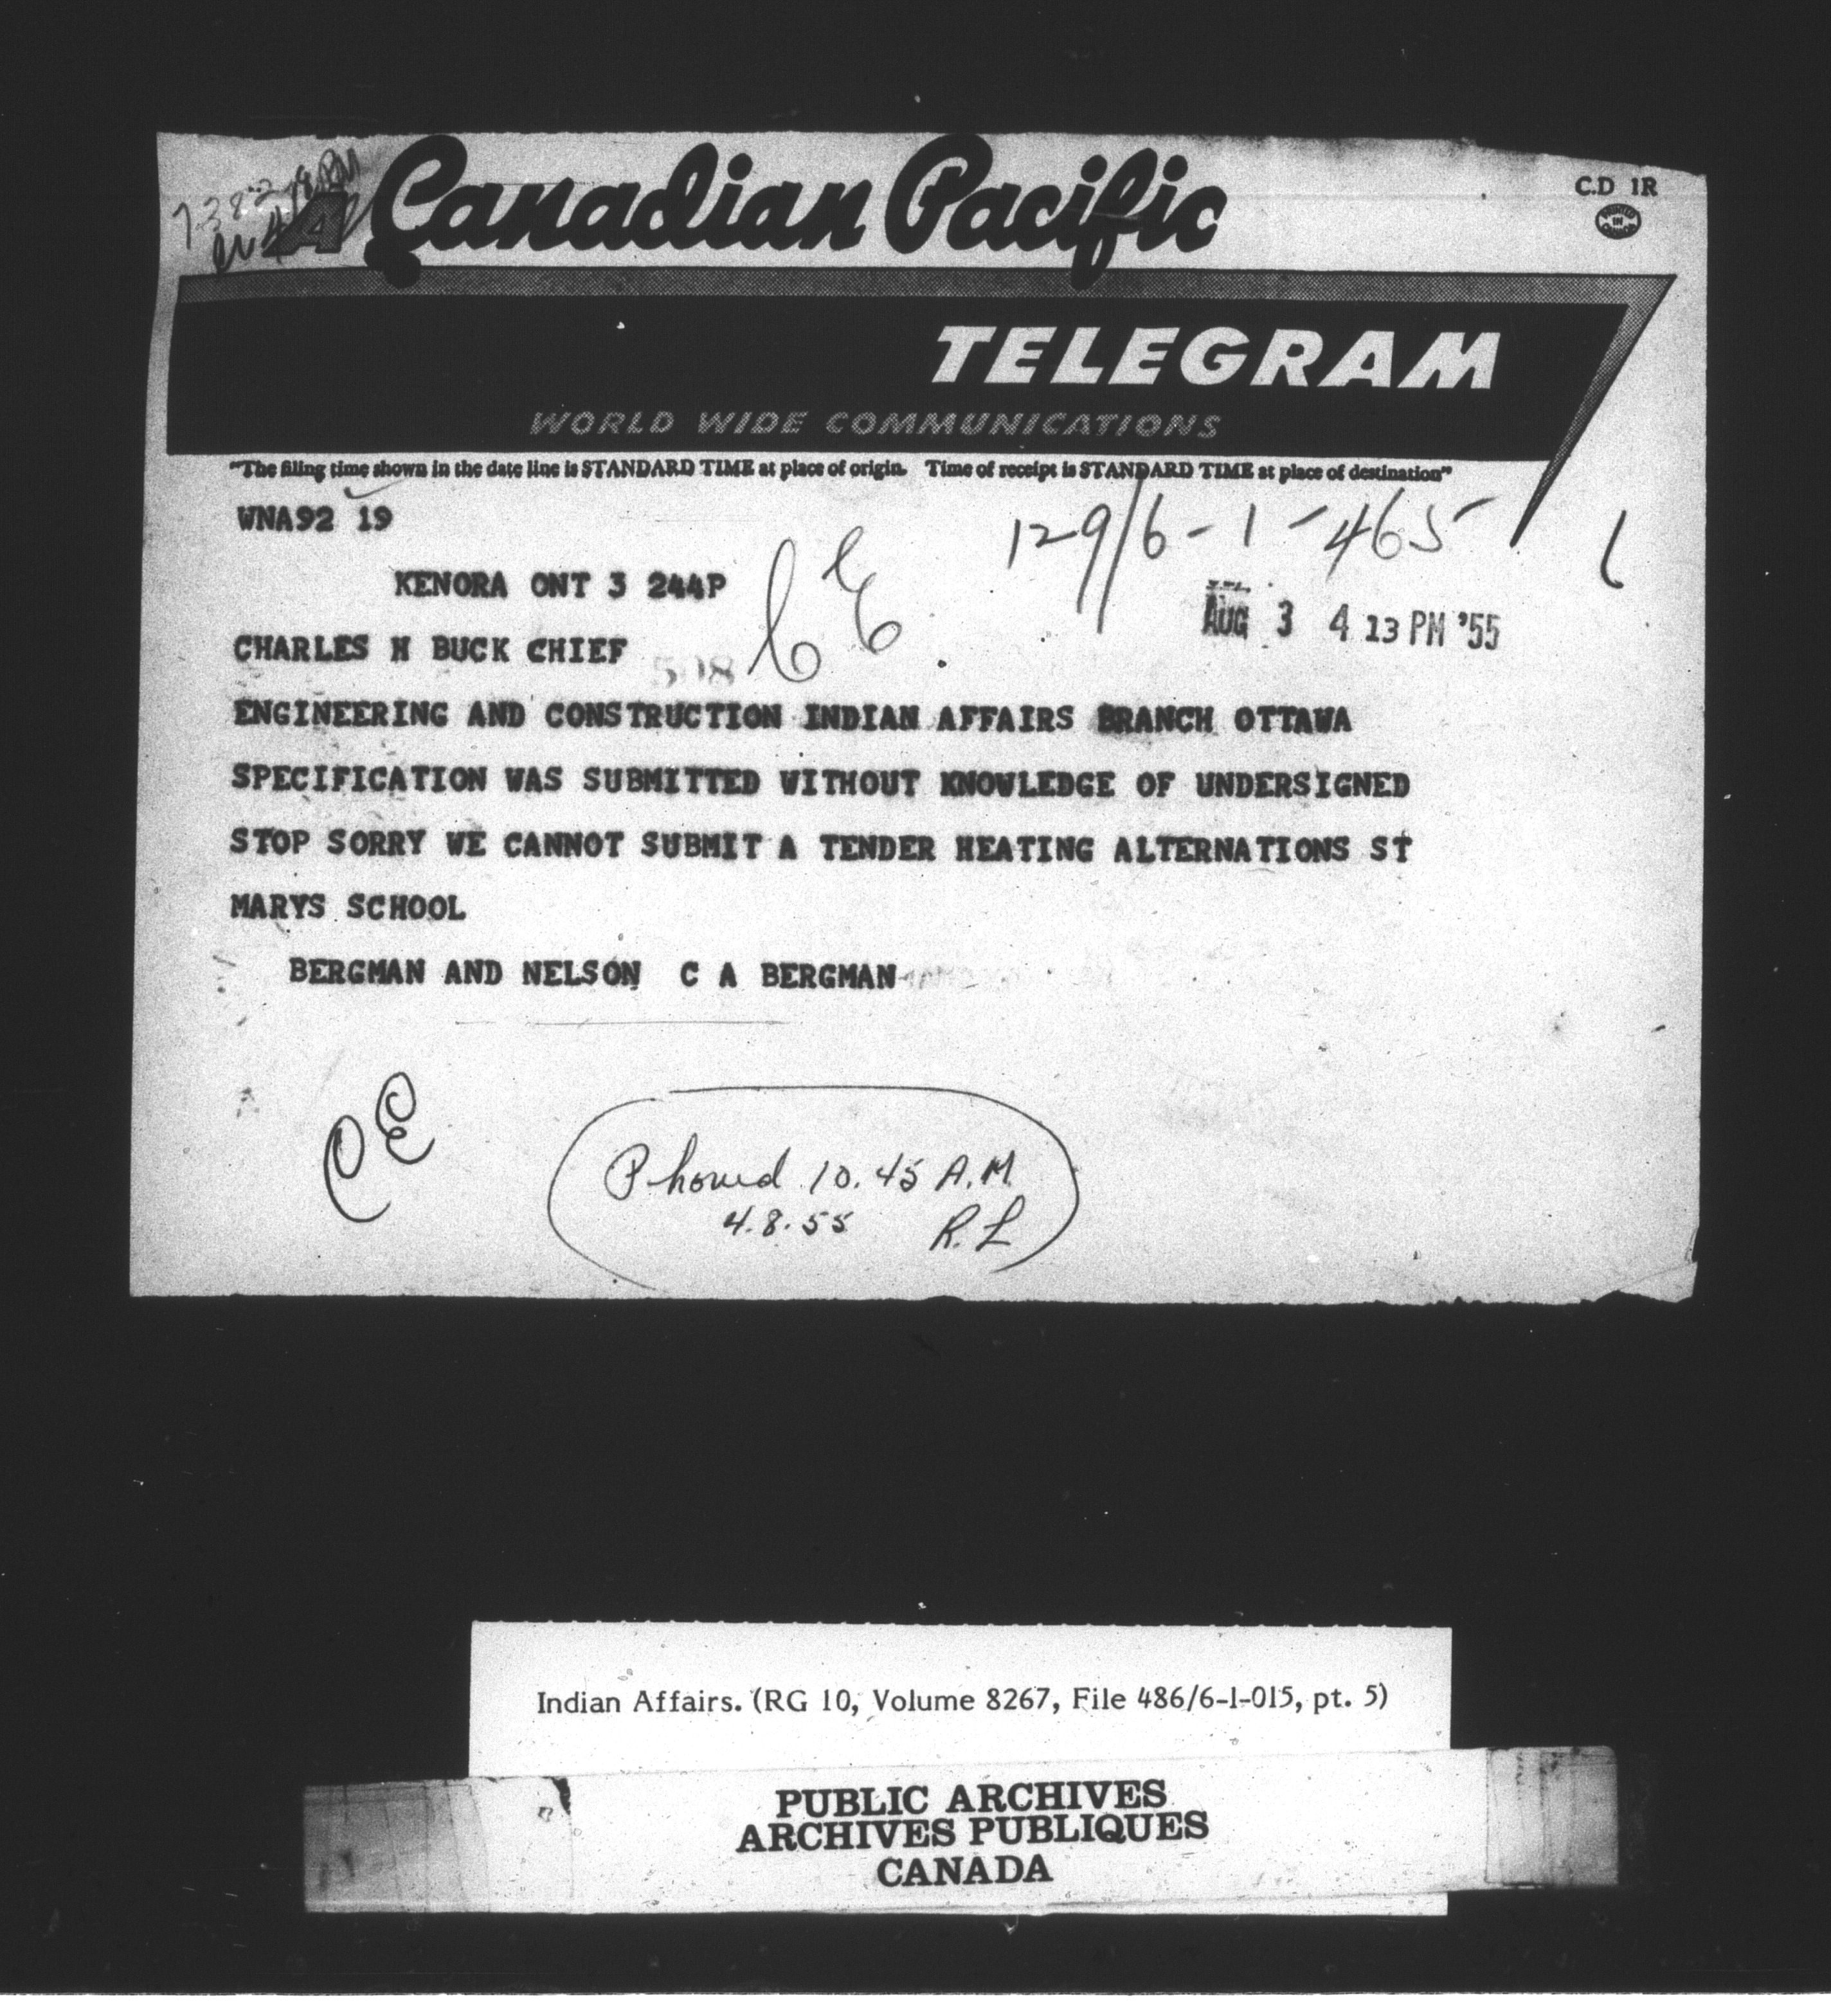 Canadian Pacific
C.D 1R
PRINTED IN CANADA
TELEGRAM
WORLD WIDE COMMUNICATIONS
"The filing time shown in the date line is STANDARD TIME at place of origin. Time of receipt is STANDARD TIME at place of destination"
WNA92 19
129/6-1-465
KENORA ONT 3 244P
CE
AUG 3 4 13 PM '55
CHARLES H BUCK CHIEF
ENGINEERING AND CONSTRUCTION INDIAN AFFAIRS BRANCH OTTAWA
SPECIFICATION WAS SUBMITTED WITHOUT KNOWLEDGE OF UNDERSIGNED
STOP SORRY WE CANNOT SUBMIT A TENDER HEATING ALTERNATIONS ST
MARYS SCHOOL
BERGMAN AND NELSON C A BERGMAN
CE
Phoned 10.45 A.M.
4.8.55 R.L
Indian Affairs. (RG 10, Volume 8267, File 486/6-1-015, pt. 5)
PUBLIC ARCHIVES
ARCHIVES PUBLIQUES
CANADA